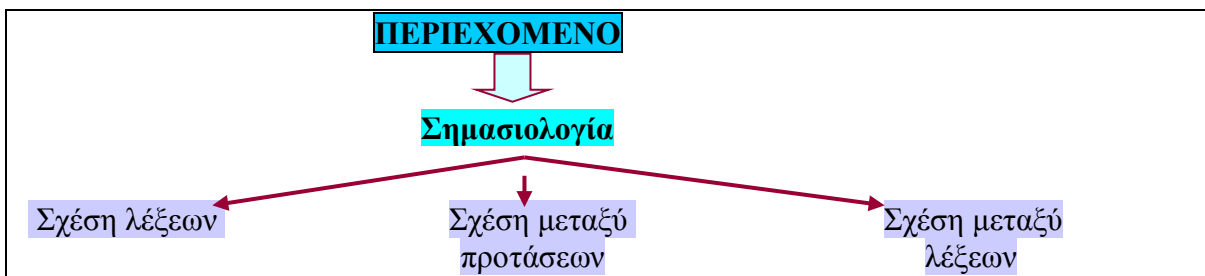 ΠΕΡΙΕΧΟΜΕΝΟ
Σημασιολογία
Σχέση λέξεων
Σχέση μεταξύ
προτάσεων
Σχέση μεταξύ
λέξεων